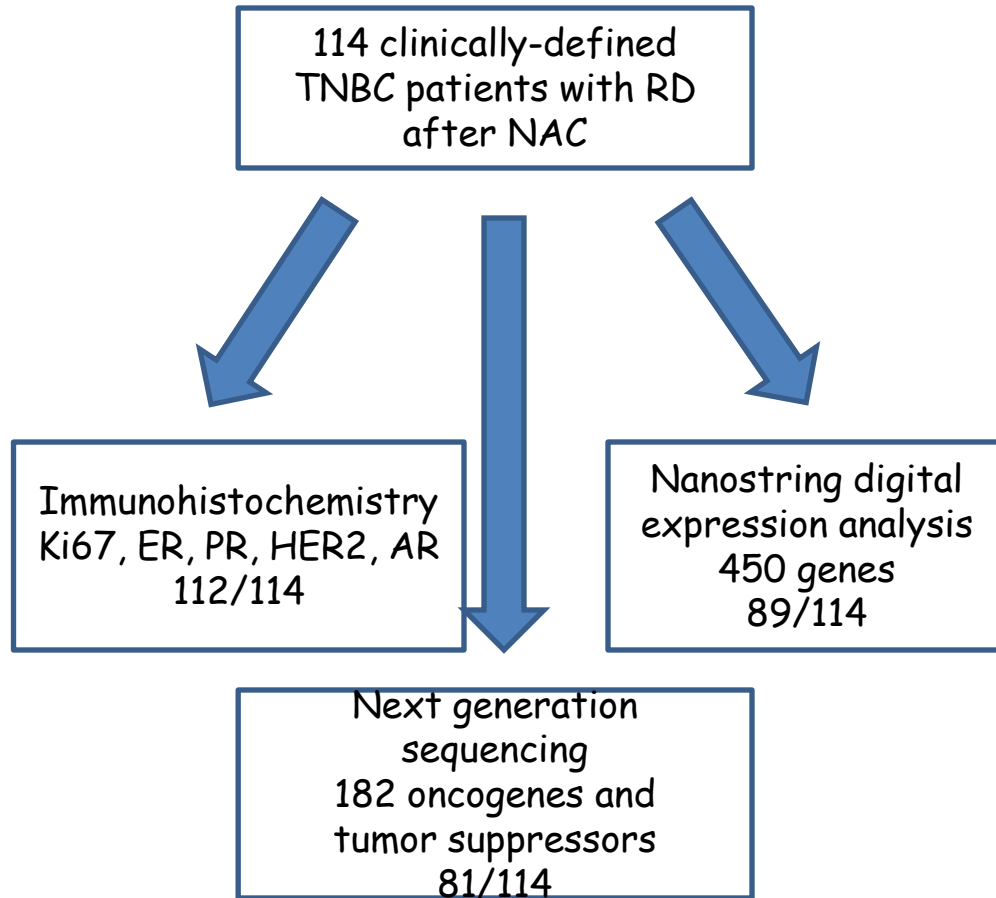 114 clinically-defined
TNBC patients with RD
after NAC
Immunohistochemistry
Ki67, ER, PR, HER2, AR
112/114
Nanostring digital
expression analysis
450 genes
89/114
Next generation
sequencing
182 oncogenes and
tumor suppressors
81/114